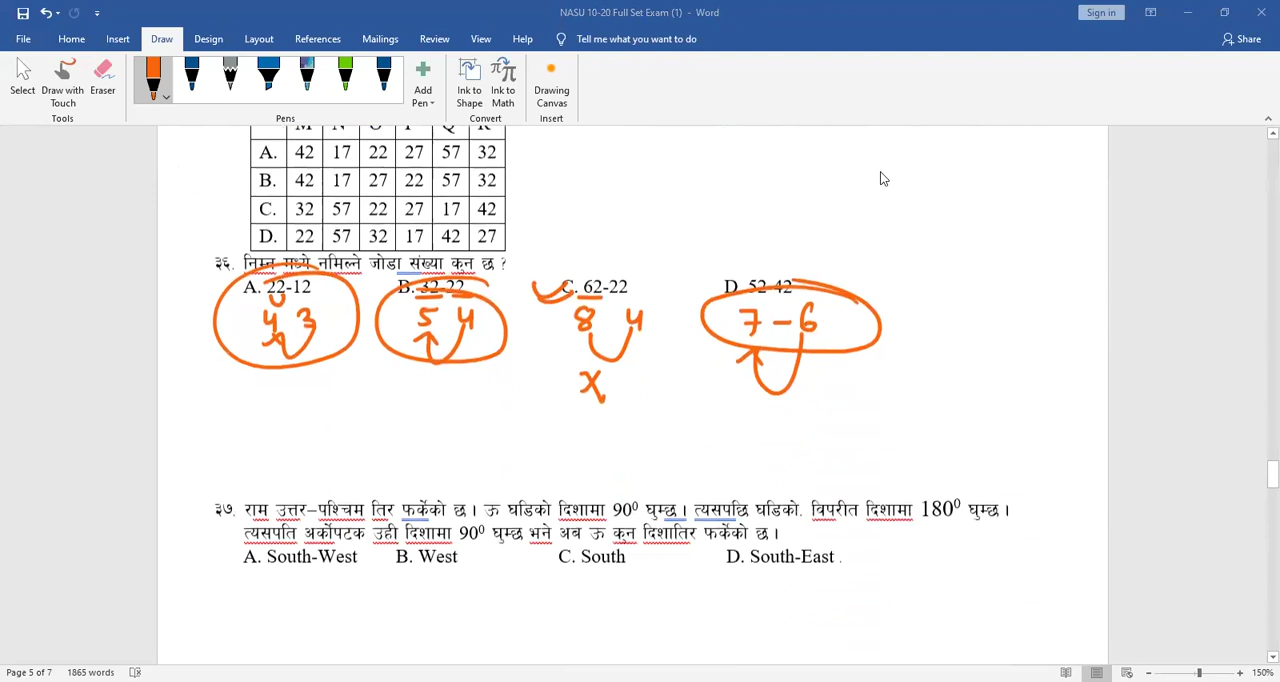 NASU 10-20 Full Set Exam (1) - Word
Sign in
File Home Insert Draw Design Layout References Mailings Review View Help Tell me what you want to do Share
Select Draw with Touch Eraser Add Pen Ink to Shape Ink to Math Drawing Canvas
Tools Pens Convert Insert
M N O P Q R
A. 42 17 22 27 57 32
B. 42 17 27 22 57 32
C. 32 57 22 27 17 42
D. 22 57 32 17 42 27
३६. निम्न मध्ये नमिल्ने जोडा संख्या कुन छ ?
A. 22-12 B. 32-22 C. 62-22 D. 52-42
4 3 5 4 8 4 7 - 6
x
३७. राम उत्तर–पश्चिम तिर फर्केको छ। ऊ घडिको दिशामा 90⁰ घुम्छ। त्यसपछि घडिको. विपरीत दिशामा 180⁰ घुम्छ।
त्यसपति अर्कोपटक उही दिशामा 90⁰ घुम्छ भने अब ऊ कुन दिशातिर फर्केको छ।
A. South-West B. West C. South D. South-East .
Page 5 of 7 1865 words 150%